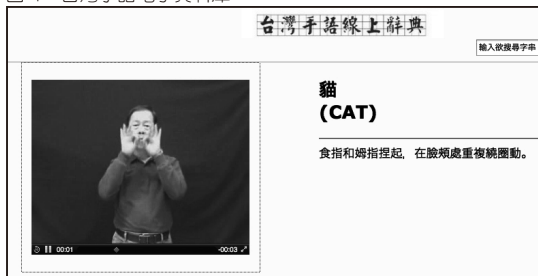 台灣手語線上辭典
輸入欲搜尋字串
貓
(CAT)
食指和姆指捏起，在臉頰處重複繞圈動。
00:01
-00:03